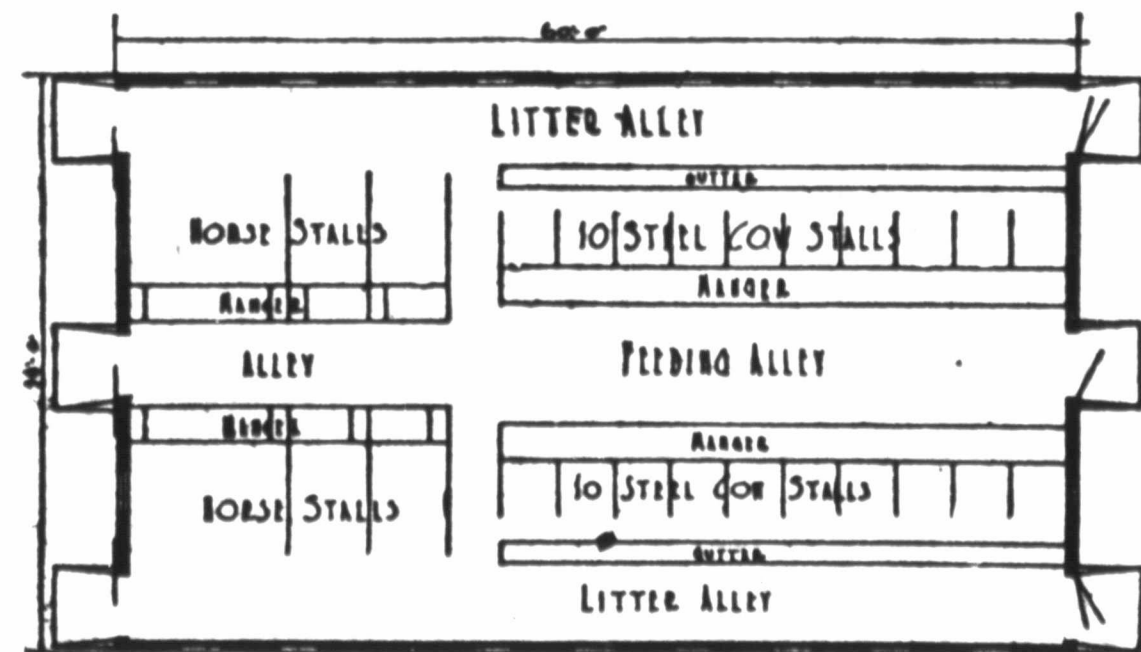 LITTER ALLEY
GUTTER
HORSE STALLS
10 STEEL COW STALLS
MANGER
MANGER
ALLEY
FEEDING ALLEY
MANGER
MANGER
10 STEEL COW STALLS
HORSE STALLS
GUTTER
LITTER ALLEY